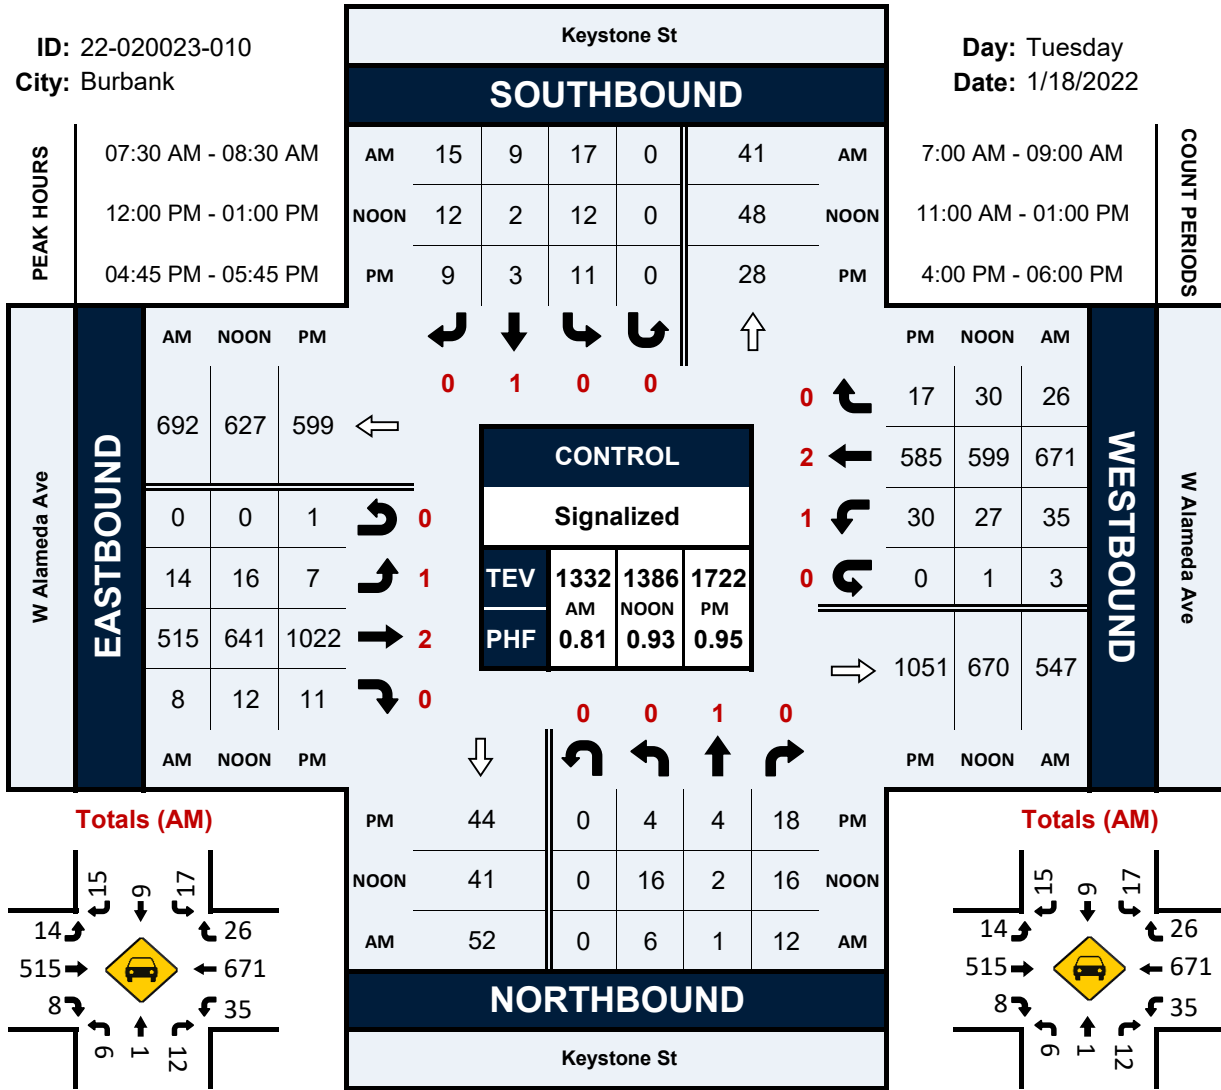 ID: 22-020023-010
City: Burbank
Keystone St
SOUTHBOUND
Day: Tuesday
Date: 1/18/2022
PEAK HOURS
07:30 AM - 08:30 AM
12:00 PM - 01:00 PM
04:45 PM - 05:45 PM
AM 15 9 17 0 41 AM
NOON 12 2 12 0 48 NOON
PM 9 3 11 0 28 PM
7:00 AM - 09:00 AM
11:00 AM - 01:00 PM
4:00 PM - 06:00 PM
COUNT PERIODS
0 1 0 0
W Alameda Ave
EASTBOUND
AM NOON PM
692 627 599
0 0 1 0
14 16 7 1
515 641 1022 2
8 12 11 0
AM NOON PM
CONTROL
Signalized
TEV 1332 1386 1722
AM NOON PM
PHF 0.81 0.93 0.95
PM NOON AM
0 17 30 26
2 585 599 671
1 30 27 35
0 0 1 3
1051 670 547
PM NOON AM
WESTBOUND
W Alameda Ave
0 0 1 0
PM 44 0 4 4 18 PM
NOON 41 0 16 2 16 NOON
AM 52 0 6 1 12 AM
NORTHBOUND
Keystone St
Totals (AM)
15 9 17
14 26
515 671
8 35
6 1 12
Totals (AM)
15 9 17
14 26
515 671
8 35
6 1 12